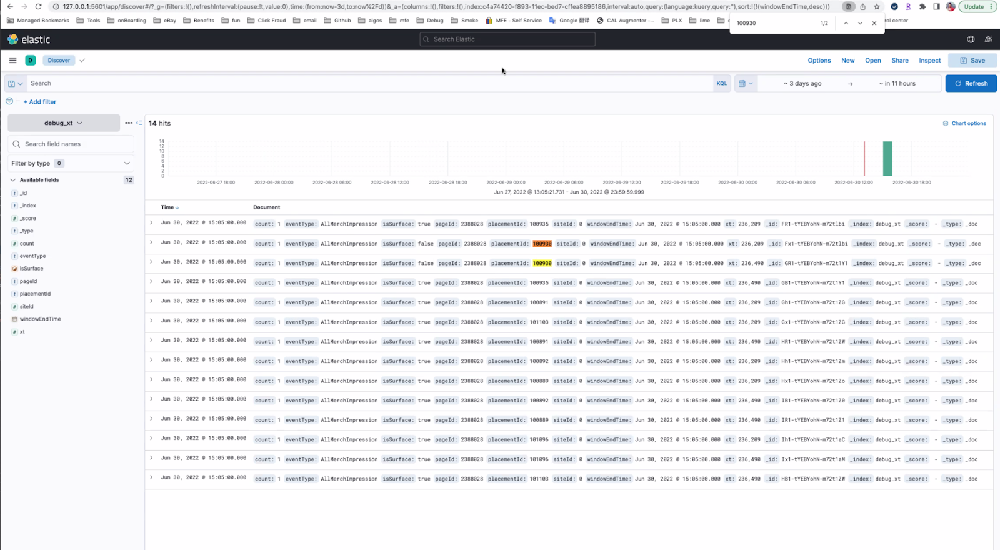 127.0.0.1:5601/app/discover#/?_g=(filters:!(),refreshInterval:(pause:!t,value:0),time:(from:now-3d,to:now%2Fd))&_a=(columns:!(),filters:!(),index:c4a74420-f893-11ec-bed7-cffea8895186,interval:auto,query:(language:kuery,query:''),sort:!(!(windowEndTime,desc)))
Update
Managed Bookmarks Tools onBoarding eBay Benefits fun Click Fraud email Github algos mfe Debug Smoke MFE - Self Service Google 翻译 CAL Augmenter -... PLX lime
100930 1/2
elastic
Search Elastic
D Discover Options New Open Share Inspect Save
Search KQL ~ 3 days ago → ~ in 11 hours Refresh
+ Add filter
debug_xt
Search field names
Filter by type 0
Available fields 12
_id
_index
_score
_type
count
eventType
isSurface
pageId
placementId
siteId
windowEndTime
xt
14 hits
Chart options
14
12
10
8
6
4
2
0
2022-06-27 18:00 2022-06-28 00:00 2022-06-28 06:00 2022-06-28 12:00 2022-06-28 18:00 2022-06-29 00:00 2022-06-29 06:00 2022-06-29 12:00 2022-06-29 18:00 2022-06-30 00:00 2022-06-30 06:00 2022-06-30 12:00 2022-06-30 18:00
Jun 27, 2022 @ 13:05:21.731 - Jun 30, 2022 @ 23:59:59.999
Time Document
Jun 30, 2022 @ 15:05:00.000 count: 1 eventType: AllMerchImpression isSurface: true pageId: 2388028 placementId: 100935 siteId: 0 windowEndTime: Jun 30, 2022 @ 15:05:00.000 xt: 236,209 _id: FR1-tYEBYohN-m72tlbi _index: debug_xt _score: - _type: _doc
Jun 30, 2022 @ 15:05:00.000 count: 1 eventType: AllMerchImpression isSurface: false pageId: 2388028 placementId: 100930 siteId: 0 windowEndTime: Jun 30, 2022 @ 15:05:00.000 xt: 236,209 _id: Fx1-tYEBYohN-m72tlbi _index: debug_xt _score: - _type: _doc
Jun 30, 2022 @ 15:05:00.000 count: 1 eventType: AllMerchImpression isSurface: false pageId: 2388028 placementId: 100930 siteId: 0 windowEndTime: Jun 30, 2022 @ 15:05:00.000 xt: 236,490 _id: GR1-tYEBYohN-m72t1Y1 _index: debug_xt _score: - _type: _doc
Jun 30, 2022 @ 15:05:00.000 count: 1 eventType: AllMerchImpression isSurface: true pageId: 2388028 placementId: 100935 siteId: 0 windowEndTime: Jun 30, 2022 @ 15:05:00.000 xt: 236,490 _id: GB1-tYEBYohN-m72t1Y1 _index: debug_xt _score: - _type: _doc
Jun 30, 2022 @ 15:05:00.000 count: 1 eventType: AllMerchImpression isSurface: true pageId: 2388028 placementId: 100891 siteId: 0 windowEndTime: Jun 30, 2022 @ 15:05:00.000 xt: 236,209 _id: Gh1-tYEBYohN-m72t1ZG _index: debug_xt _score: - _type: _doc
Jun 30, 2022 @ 15:05:00.000 count: 1 eventType: AllMerchImpression isSurface: true pageId: 2388028 placementId: 101103 siteId: 0 windowEndTime: Jun 30, 2022 @ 15:05:00.000 xt: 236,209 _id: Gx1-tYEBYohN-m72t1ZG _index: debug_xt _score: - _type: _doc
Jun 30, 2022 @ 15:05:00.000 count: 1 eventType: AllMerchImpression isSurface: true pageId: 2388028 placementId: 100891 siteId: 0 windowEndTime: Jun 30, 2022 @ 15:05:00.000 xt: 236,490 _id: HR1-tYEBYohN-m72t1ZW _index: debug_xt _score: - _type: _doc
Jun 30, 2022 @ 15:05:00.000 count: 1 eventType: AllMerchImpression isSurface: true pageId: 2388028 placementId: 100892 siteId: 0 windowEndTime: Jun 30, 2022 @ 15:05:00.000 xt: 236,209 _id: Hh1-tYEBYohN-m72t1Zm _index: debug_xt _score: - _type: _doc
Jun 30, 2022 @ 15:05:00.000 count: 1 eventType: AllMerchImpression isSurface: true pageId: 2388028 placementId: 100889 siteId: 0 windowEndTime: Jun 30, 2022 @ 15:05:00.000 xt: 236,209 _id: Hx1-tYEBYohN-m72t1Zo _index: debug_xt _score: - _type: _doc
Jun 30, 2022 @ 15:05:00.000 count: 1 eventType: AllMerchImpression isSurface: true pageId: 2388028 placementId: 100892 siteId: 0 windowEndTime: Jun 30, 2022 @ 15:05:00.000 xt: 236,490 _id: IB1-tYEBYohN-m72t1Z0 _index: debug_xt _score: - _type: _doc
Jun 30, 2022 @ 15:05:00.000 count: 1 eventType: AllMerchImpression isSurface: true pageId: 2388028 placementId: 100889 siteId: 0 windowEndTime: Jun 30, 2022 @ 15:05:00.000 xt: 236,490 _id: IR1-tYEBYohN-m72t1Z1 _index: debug_xt _score: - _type: _doc
Jun 30, 2022 @ 15:05:00.000 count: 1 eventType: AllMerchImpression isSurface: true pageId: 2388028 placementId: 101096 siteId: 0 windowEndTime: Jun 30, 2022 @ 15:05:00.000 xt: 236,209 _id: Ih1-tYEBYohN-m72t1aC _index: debug_xt _score: - _type: _doc
Jun 30, 2022 @ 15:05:00.000 count: 1 eventType: AllMerchImpression isSurface: true pageId: 2388028 placementId: 101096 siteId: 0 windowEndTime: Jun 30, 2022 @ 15:05:00.000 xt: 236,490 _id: Ix1-tYEBYohN-m72t1aM _index: debug_xt _score: - _type: _doc
Jun 30, 2022 @ 15:05:00.000 count: 1 eventType: AllMerchImpression isSurface: true pageId: 2388028 placementId: 101103 siteId: 0 windowEndTime: Jun 30, 2022 @ 15:05:00.000 xt: 236,490 _id: HB1-tYEBYohN-m72t1ZW _index: debug_xt _score: - _type: _doc